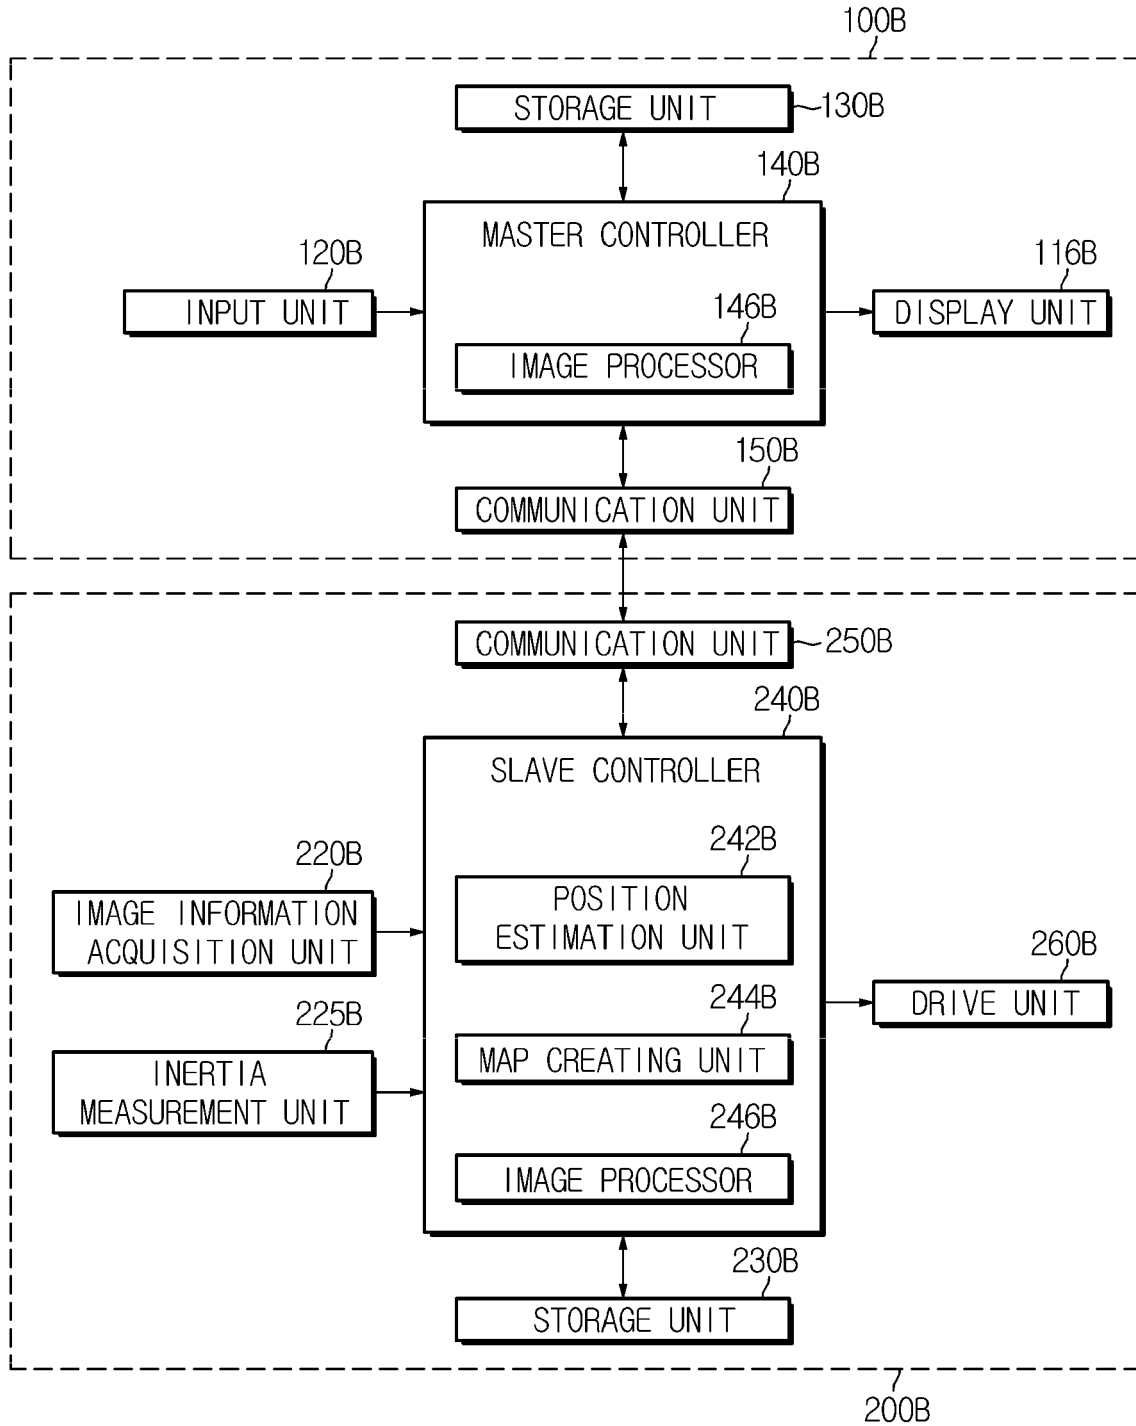 100B
STORAGE UNIT
130B
140B
MASTER CONTROLLER
120B
INPUT UNIT
116B
DISPLAY UNIT
146B
IMAGE PROCESSOR
150B
COMMUNICATION UNIT
COMMUNICATION UNIT
250B
240B
SLAVE CONTROLLER
220B
IMAGE INFORMATION
ACQUISITION UNIT
242B
POSITION
ESTIMATION UNIT
260B
DRIVE UNIT
225B
INERTIA
MEASUREMENT UNIT
244B
MAP CREATING UNIT
246B
IMAGE PROCESSOR
230B
STORAGE UNIT
200B